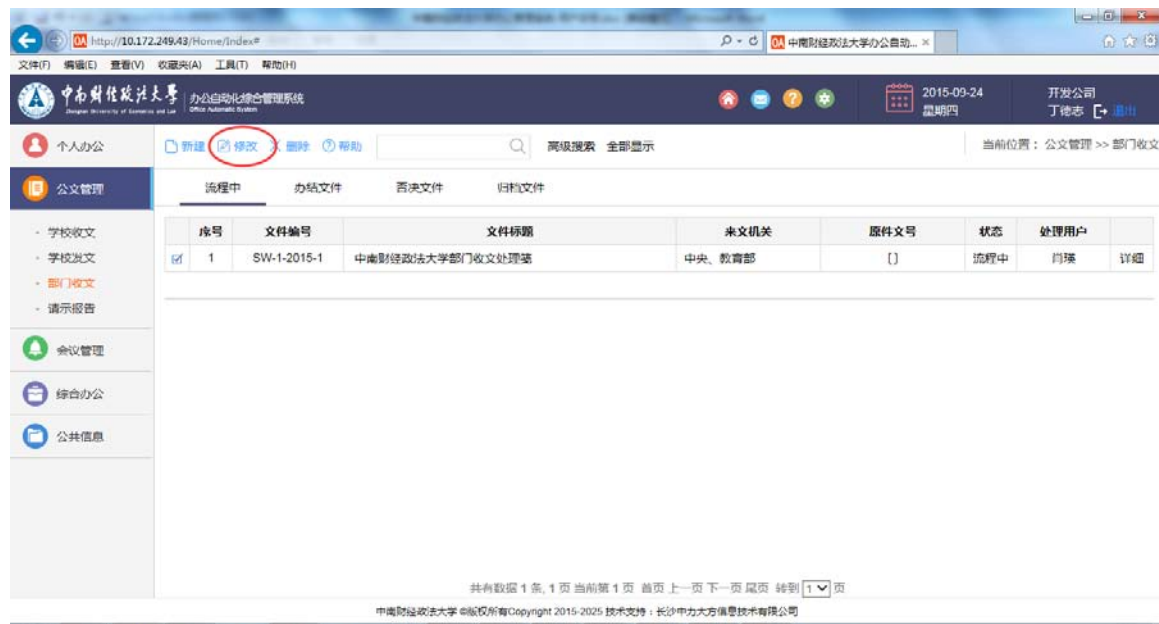 http://10.172.249.43/Home/Index#
中南财经政法大学办公自动...
文件(F) 编辑(E) 查看(V) 收藏夹(A) 工具(T) 帮助(H)
中南财经政法大学 办公自动化综合管理系统
Office Automatic System
2015-09-24
星期四
开发公司
丁德志 退出
个人办公
新建 修改 删除 帮助 高级搜索 全部显示 当前位置：公文管理 >> 部门收文
公文管理
流程中 办结文件 否决文件 归档文件
学校收文
学校发文
部门收文
请示报告
序号 文件编号 文件标题 来文机关 原件文号 状态 处理用户
1 SW-1-2015-1 中南财经政法大学部门收文处理笺 中央、教育部 [] 流程中 肖瑛 详细
会议管理
综合办公
公共信息
共有数据 1 条, 1 页 当前第 1 页 首页 上一页 下一页 尾页 转到 1 页
中南财经政法大学 ©版权所有Copyright 2015-2025 技术支持：长沙中力大方信息技术有限公司